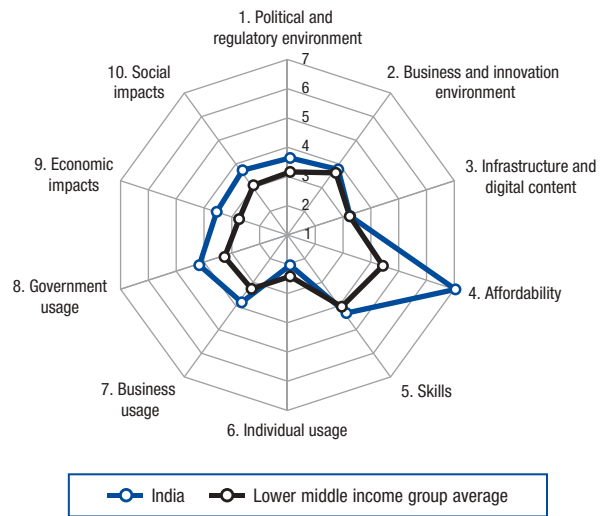 1. Political and
regulatory environment
7
6
5
4
3
2
1
2. Business and innovation
environment
3. Infrastructure and
digital content
4. Affordability
5. Skills
6. Individual usage
7. Business
usage
8. Government
usage
9. Economic
impacts
10. Social
impacts
India
Lower middle income group average